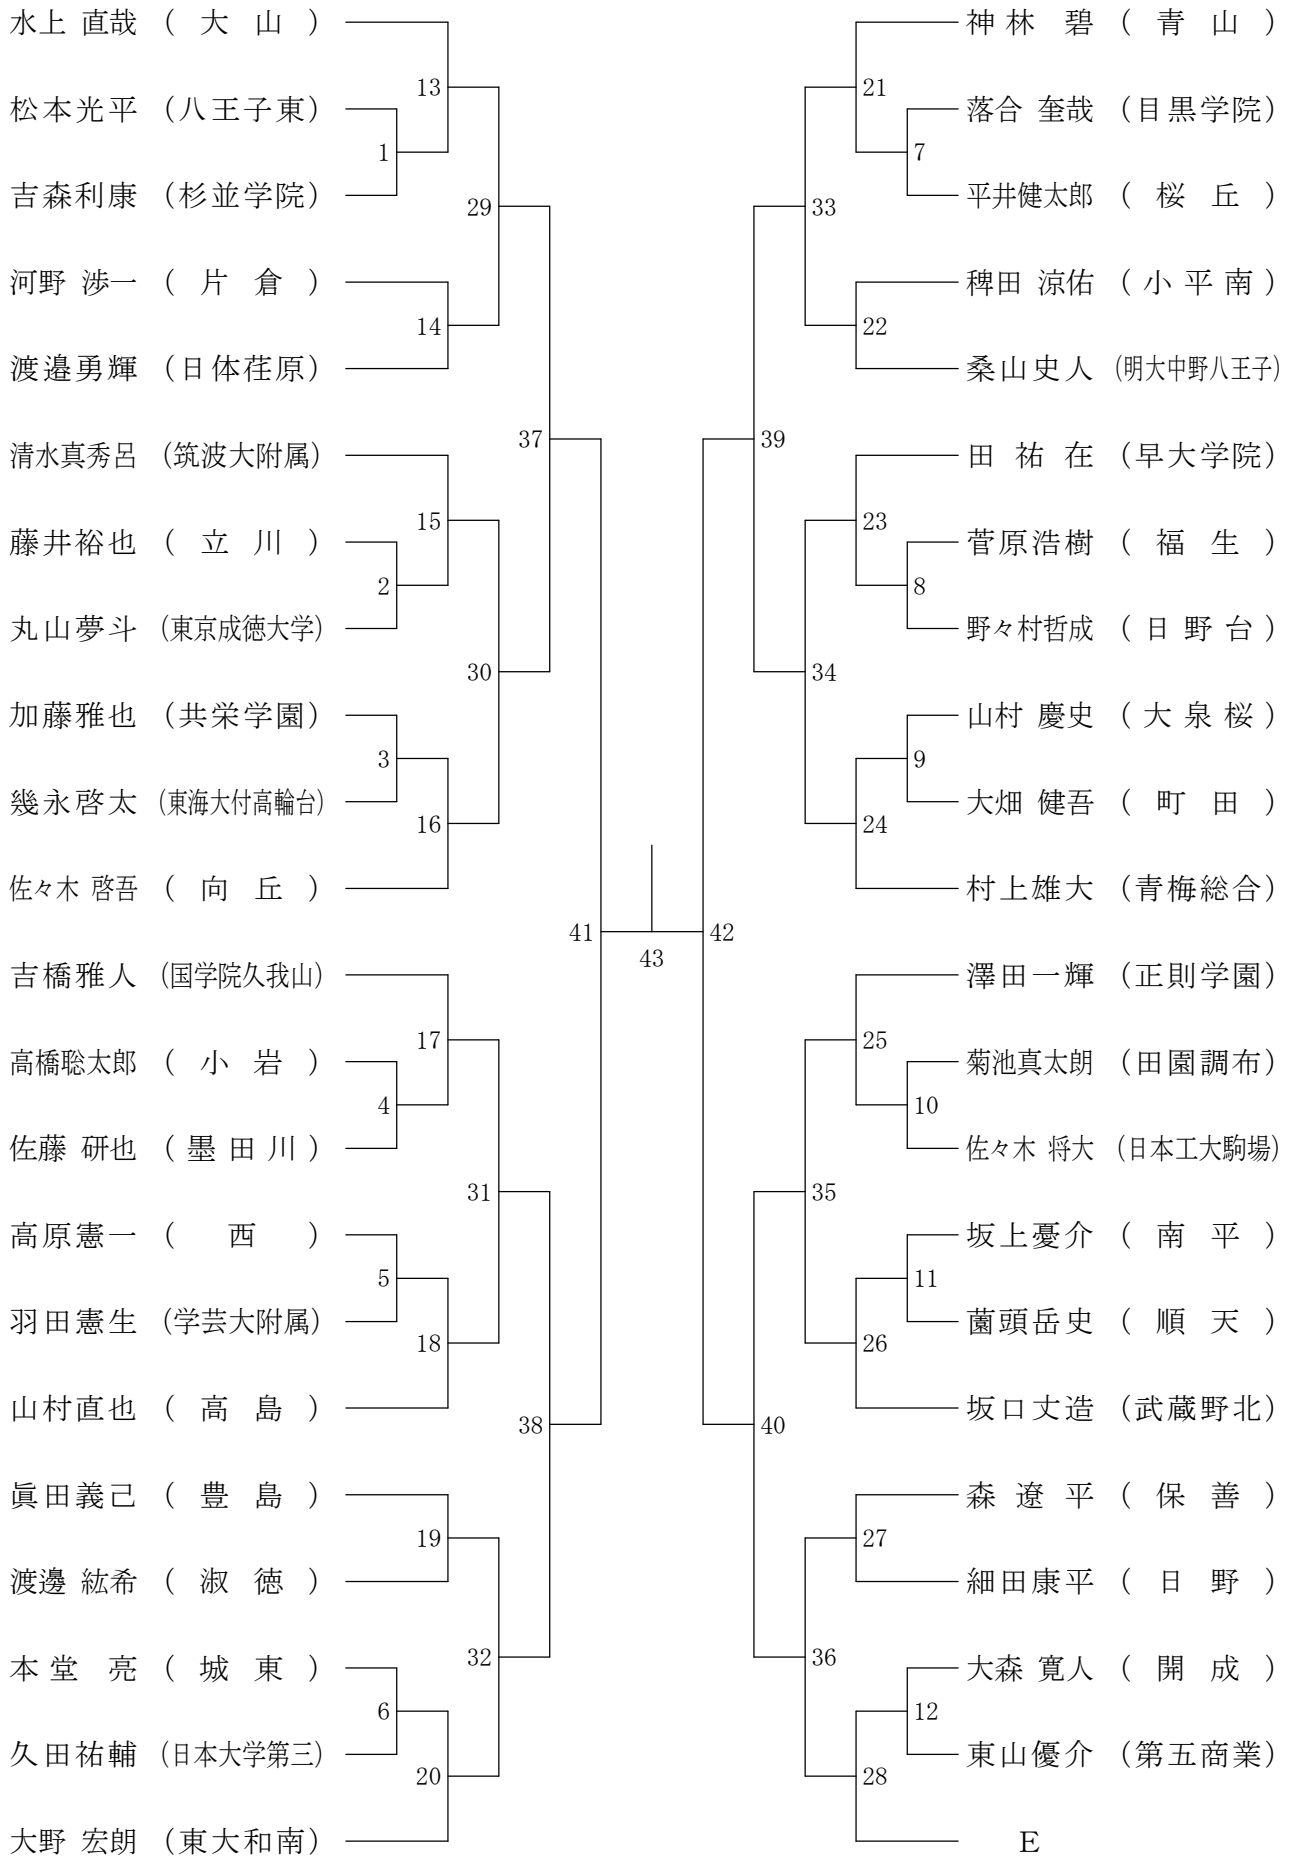 水上 直哉 ( 大 山 )
13
松本光平 (八王子東)
1
吉森利康 (杉並学院)
29
河野 渉一 ( 片 倉 )
14
渡邉勇輝 (日体荏原)
37
清水真秀呂 (筑波大附属)
15
藤井裕也 ( 立 川 )
2
丸山夢斗 (東京成徳大学)
30
加藤雅也 (共栄学園)
3
幾永啓太 (東海大付高輪台)
16
佐々木 啓吾 ( 向 丘 )
41
吉橋雅人 (国学院久我山)
17
高橋聡太郎 ( 小 岩 )
4
佐藤 研也 ( 墨 田 川 )
31
高原憲一 ( 西 )
5
羽田憲生 (学芸大附属)
18
山村直也 ( 高 島 )
38
眞田義己 ( 豊 島 )
19
渡邊 紘希 ( 淑 徳 )
32
本堂 亮 ( 城 東 )
6
久田祐輔 (日本大学第三)
20
大野 宏朗 (東大和南)
43
神林 碧 ( 青 山 )
21
落合 奎哉 (目黒学院)
7
平井健太郎 ( 桜 丘 )
33
稗田 涼佑 ( 小 平 南 )
22
桑山史人 (明大中野八王子)
39
田 祐 在 (早大学院)
23
菅原浩樹 ( 福 生 )
8
野々村哲成 ( 日 野 台 )
34
山村 慶史 ( 大 泉 桜 )
9
大畑 健吾 ( 町 田 )
24
村上雄大 (青梅総合)
42
澤田一輝 (正則学園)
25
菊池真太朗 (田園調布)
10
佐々木 将大 (日本工大駒場)
35
坂上憂介 ( 南 平 )
11
薗頭岳史 ( 順 天 )
26
坂口丈造 (武蔵野北)
40
森 遼 平 ( 保 善 )
27
細田康平 ( 日 野 )
36
大森 寛人 ( 開 成 )
12
東山優介 (第五商業)
28
E